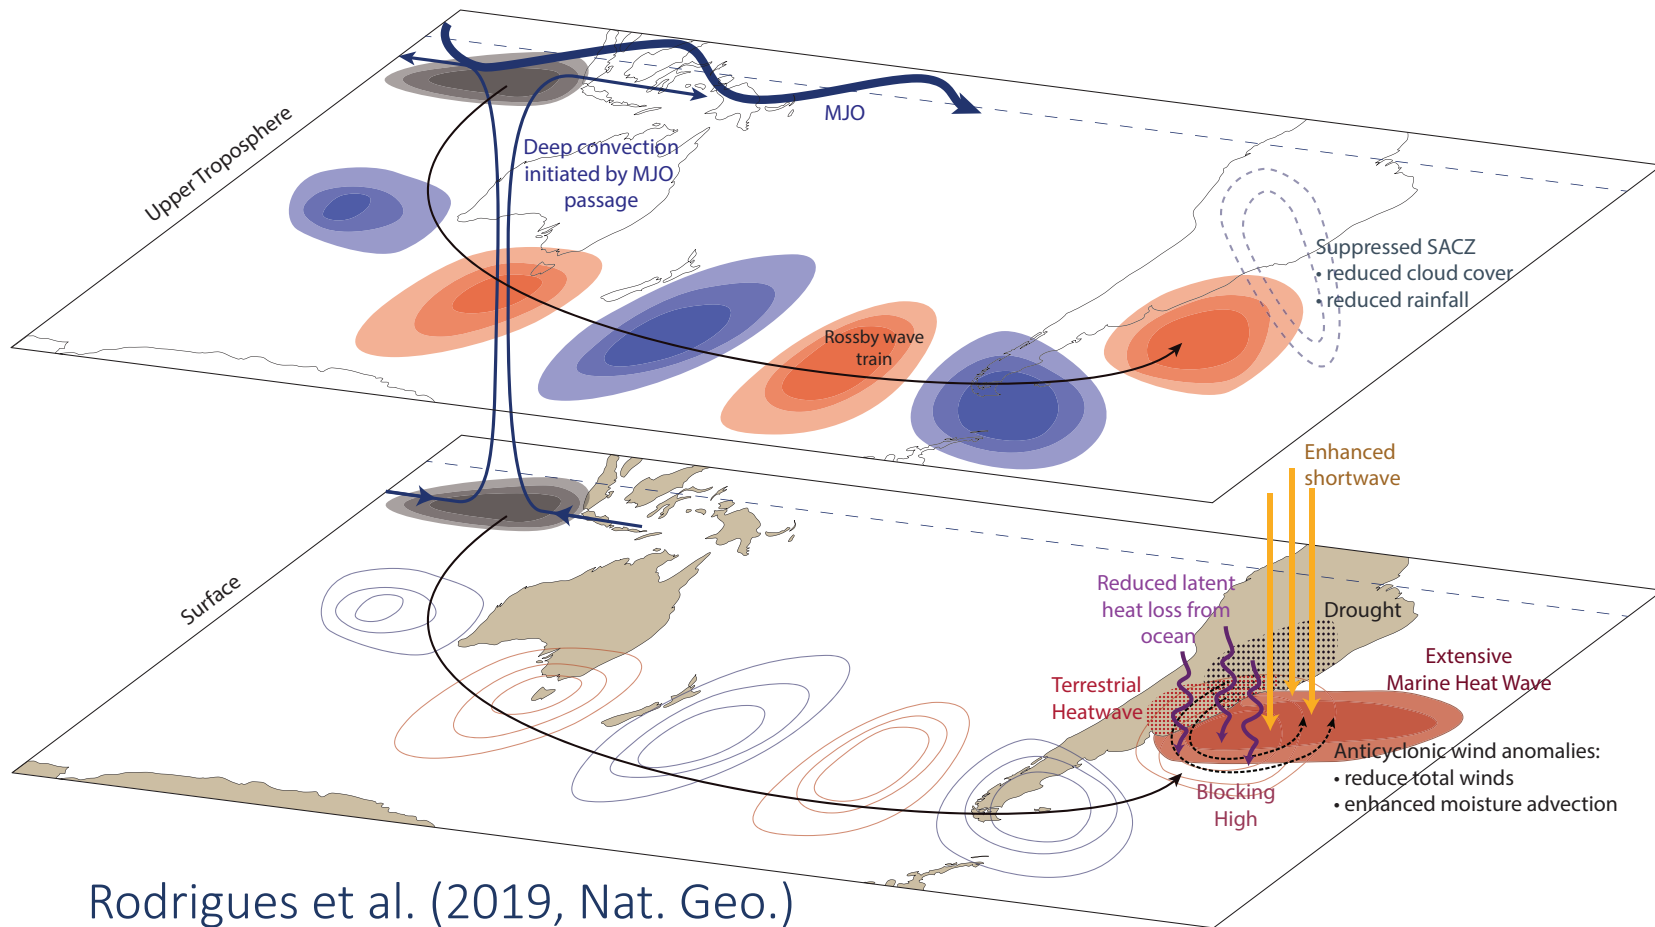 Upper Troposphere
MJO
Deep convection
initiated by MJO
passage
Suppressed SACZ
• reduced cloud cover
• reduced rainfall
Rossby wave
train
Enhanced
shortwave
Surface
Reduced latent
heat loss from
ocean
Drought
Terrestrial
Heatwave
Extensive
Marine Heat Wave
Anticyclonic wind anomalies:
• reduce total winds
• enhanced moisture advection
Blocking
High
Rodrigues et al. (2019, Nat. Geo.)